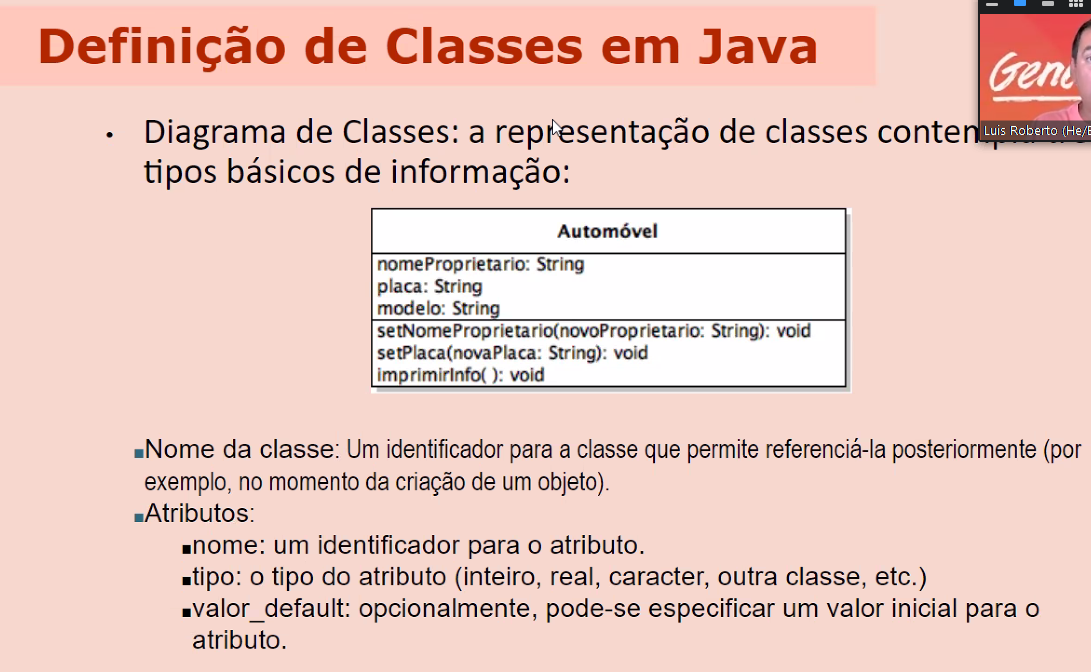 Definição de Classes em Java
• Diagrama de Classes: a representação de classes contempla
tipos básicos de informação:
Automóvel
nomeProprietario: String
placa: String
modelo: String
setNomeProprietario(novoProprietario: String): void
setPlaca(novaPlaca: String): void
imprimirInfo( ): void
■Nome da classe: Um identificador para a classe que permite referenciá-la posteriormente (por
exemplo, no momento da criação de um objeto).
■Atributos:
■nome: um identificador para o atributo.
■tipo: o tipo do atributo (inteiro, real, caracter, outra classe, etc.)
■valor_default: opcionalmente, pode-se especificar um valor inicial para o
atributo.
Luis Roberto (He/